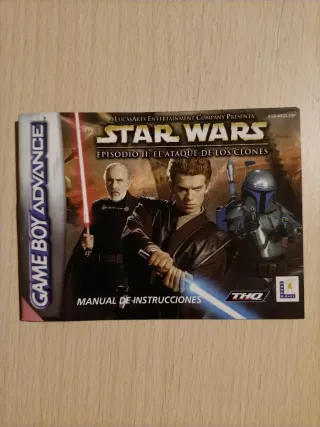 LUCASARTS ENTERTAINMENT COMPANY PRESENTA
STAR WARS
EPISODIO II: EL ATAQUE DE LOS CLONES
GAME BOY ADVANCE
MANUAL DE INSTRUCCIONES
THQ